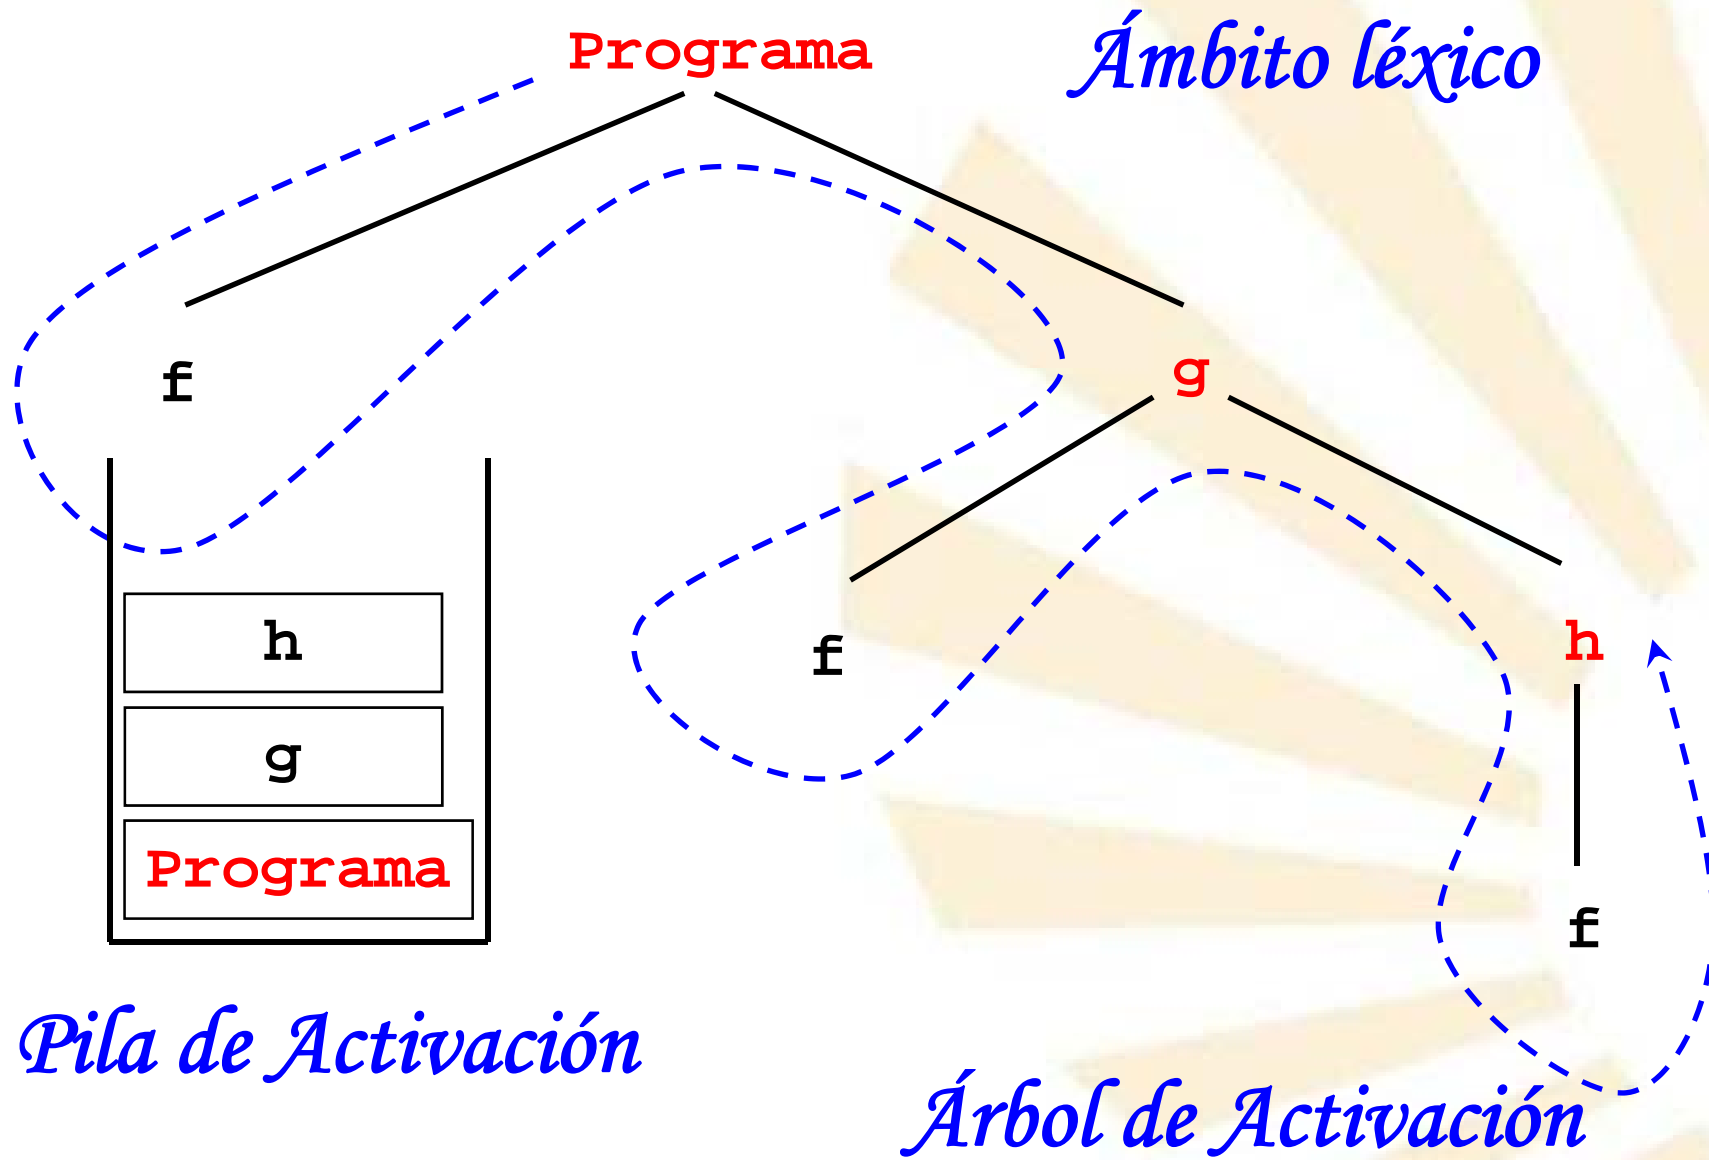 Programa
Ámbito léxico
f
g
h
f
h
g
Programa
f
Pila de Activación
Árbol de Activación